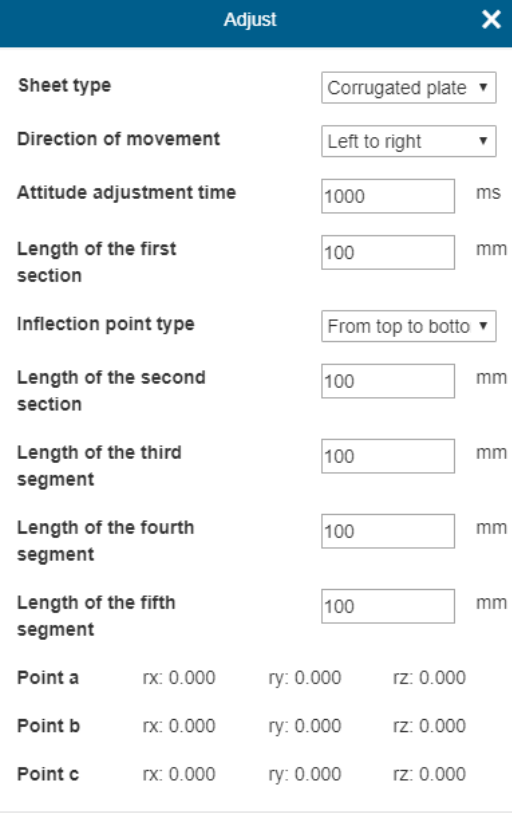 Adjust
Sheet type Corrugated plate
Direction of movement Left to right
Attitude adjustment time 1000 ms
Length of the first 100 mm
section
Inflection point type From top to botto
Length of the second 100 mm
section
Length of the third 100 mm
segment
Length of the fourth 100 mm
segment
Length of the fifth 100 mm
segment
Point a rx: 0.000 ry: 0.000 rz: 0.000
Point b rx: 0.000 ry: 0.000 rz: 0.000
Point c rx: 0.000 ry: 0.000 rz: 0.000